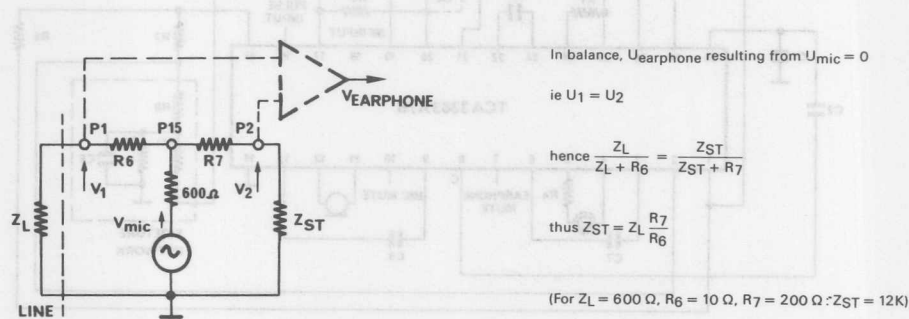 In balance, Uearphone resulting from Umic = 0
ie U1 = U2
hence ZL / (ZL + R6) = ZST / (ZST + R7)
thus ZST = ZL R7 / R6
(For ZL = 600 Ω, R6 = 10 Ω, R7 = 200 Ω ∴ ZST = 12K)
VEARPHONE
P1
P15
P2
R6
R7
V1
600Ω
V2
Vmic
ZL
ZST
LINE